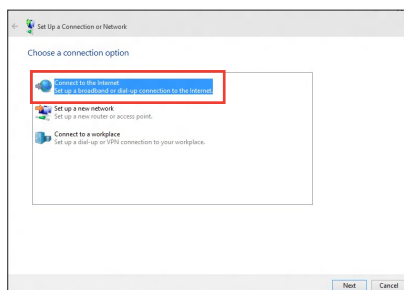 Set Up a Connection or Network
Choose a connection option
Connect to the Internet
Set up a broadband or dial-up connection to the Internet.
Set up a new network
Set up a new router or access point.
Connect to a workplace
Set up a dial-up or VPN connection to your workplace.
Next Cancel